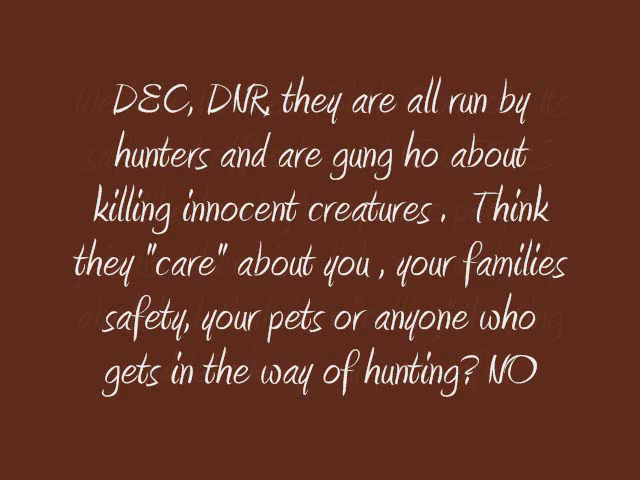 DEC, DNR, they are all run by
hunters and are gung ho about
killing innocent creatures . Think
they "care" about you , your families
safety, your pets or anyone who
gets in the way of hunting? NO